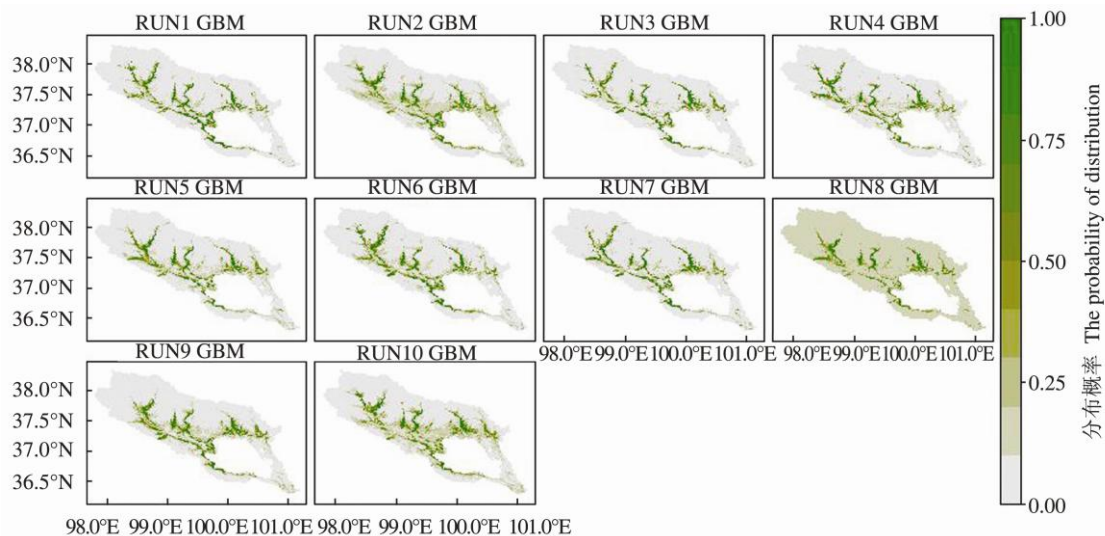 RUN1 GBM RUN2 GBM RUN3 GBM RUN4 GBM
38.0°N
37.5°N
37.0°N
36.5°N
RUN5 GBM RUN6 GBM RUN7 GBM RUN8 GBM
38.0°N
37.5°N
37.0°N
36.5°N
98.0°E 99.0°E 100.0°E 101.0°E 98.0°E 99.0°E 100.0°E 101.0°E
RUN9 GBM RUN10 GBM
38.0°N
37.5°N
37.0°N
36.5°N
98.0°E 99.0°E 100.0°E 101.0°E 98.0°E 99.0°E 100.0°E 101.0°E
1.00
0.75
0.50
0.25
0.00
分布概率 The probability of distribution